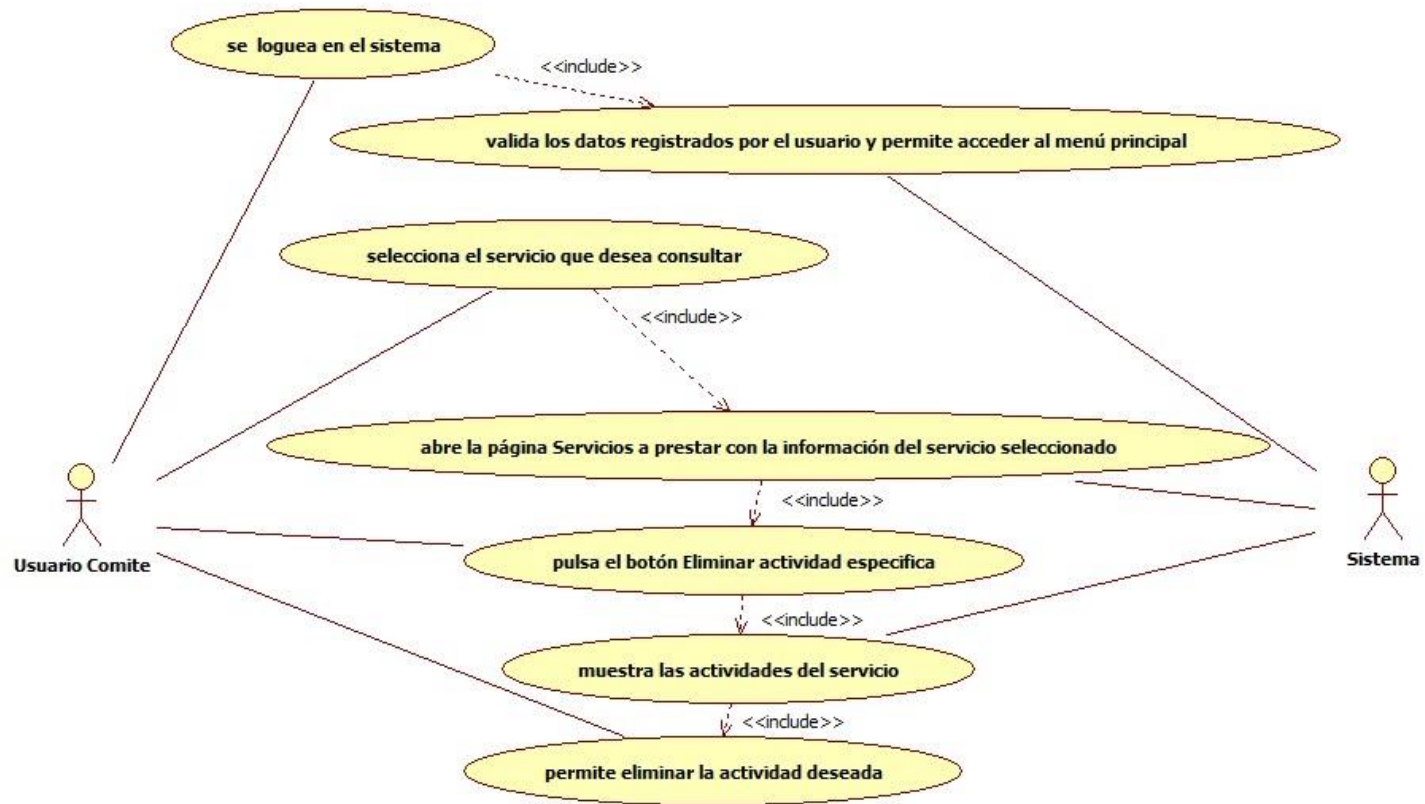 se loguea en el sistema
<<include>>
valida los datos registrados por el usuario y permite acceder al menú principal
selecciona el servicio que desea consultar
<<include>>
abre la página Servicios a prestar con la información del servicio seleccionado
<<include>>
Usuario Comite
pulsa el botón Eliminar actividad especifica
Sistema
<<include>>
muestra las actividades del servicio
<<include>>
permite eliminar la actividad deseada